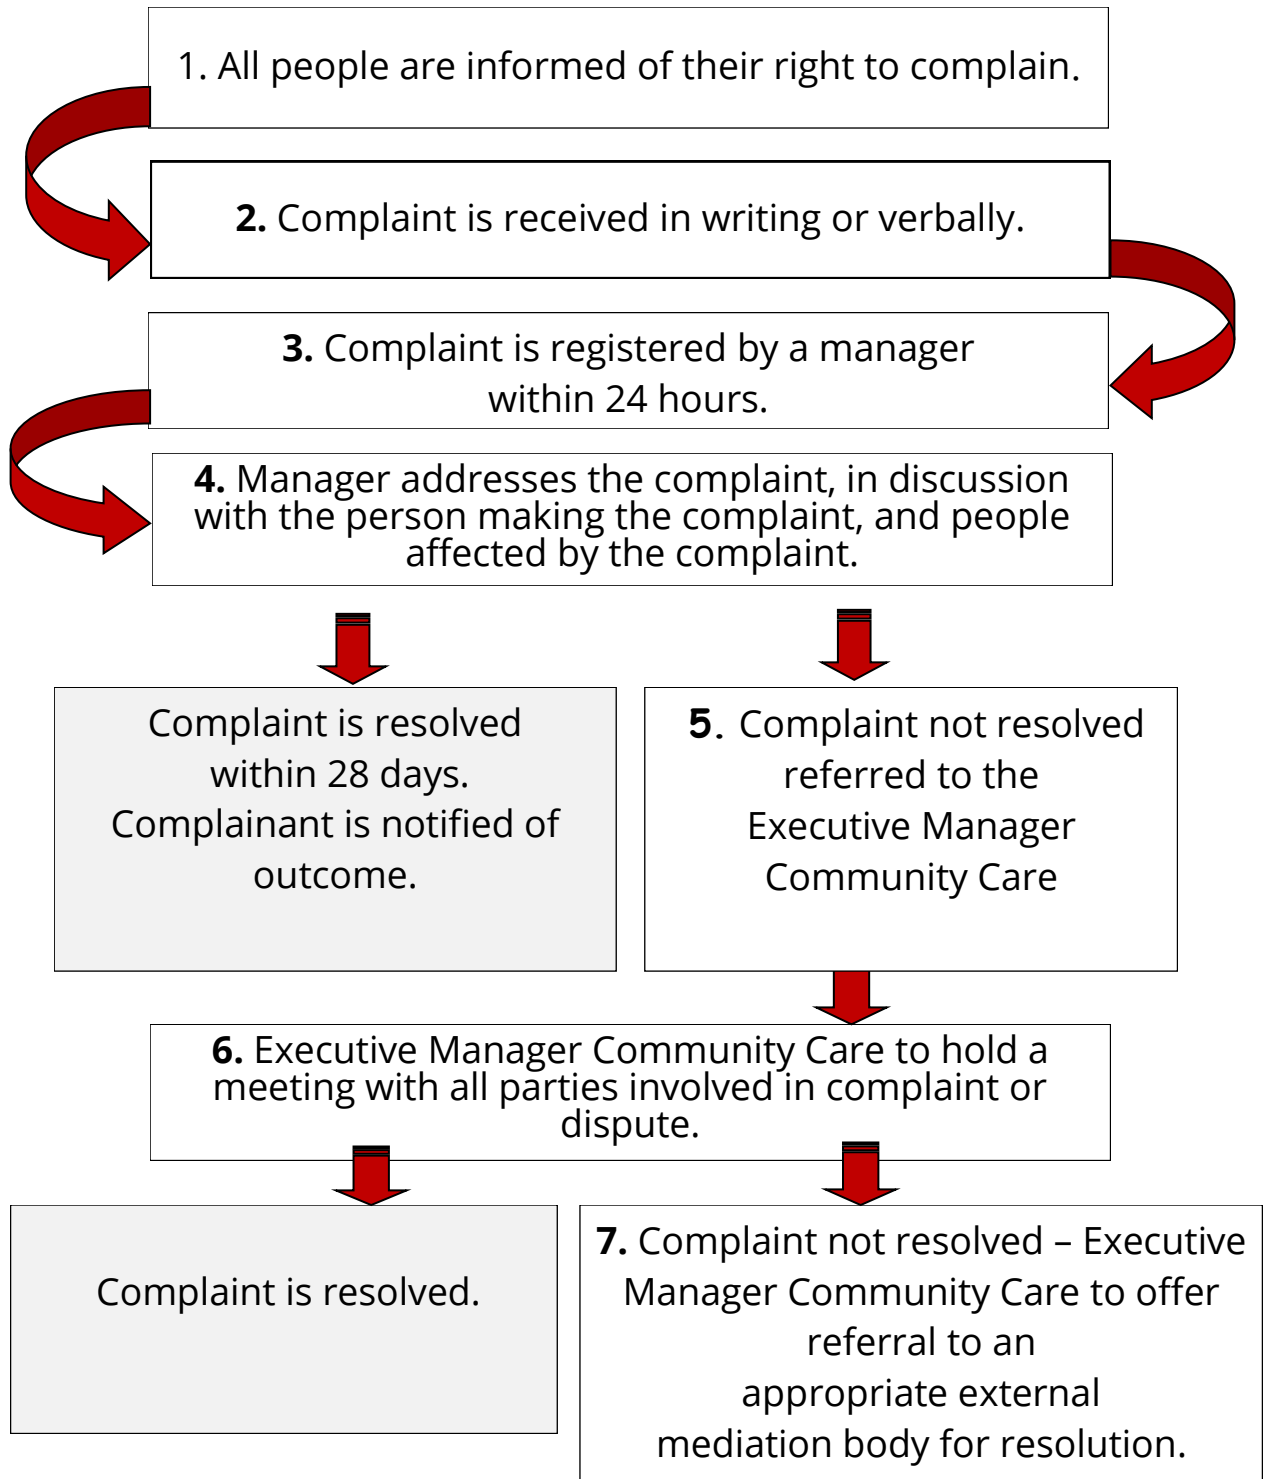 1. All people are informed of their right to complain.
2. Complaint is received in writing or verbally.
3. Complaint is registered by a manager
within 24 hours.
4. Manager addresses the complaint, in discussion
with the person making the complaint, and people
affected by the complaint.
Complaint is resolved
within 28 days.
Complainant is notified of
outcome.
5. Complaint not resolved
referred to the
Executive Manager
Community Care
6. Executive Manager Community Care to hold a
meeting with all parties involved in complaint or
dispute.
Complaint is resolved.
7. Complaint not resolved – Executive
Manager Community Care to offer
referral to an
appropriate external
mediation body for resolution.